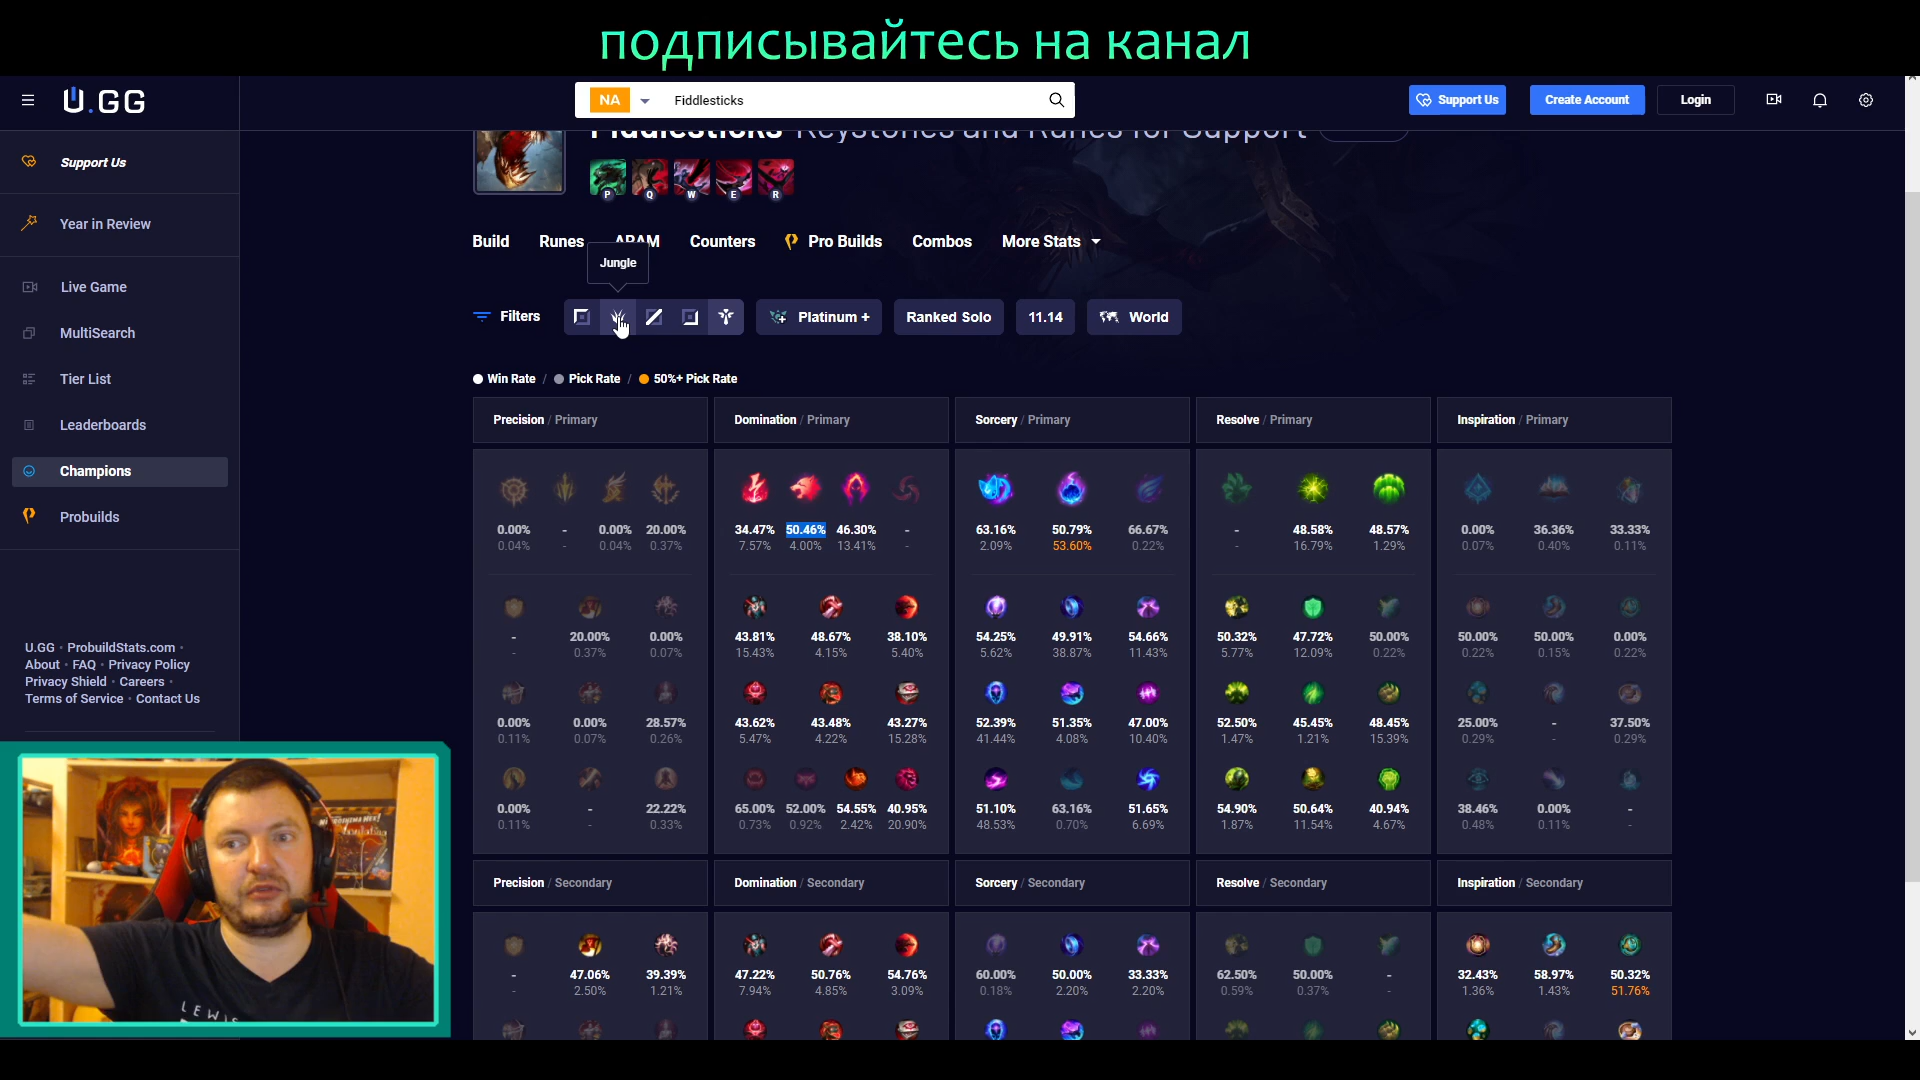 подписывайтесь на канал
U.GG
NA
Fiddlesticks
Support Us
Create Account
Login
Support Us
Year in Review
Live Game
MultiSearch
Tier List
Leaderboards
Champions
Probuilds
U.GG · ProbuildStats.com ·
About · FAQ · Privacy Policy
Privacy Shield · Careers ·
Terms of Service · Contact Us
Fiddlesticks Keystones and Runes for Support
P Q W E R
Build Runes ARAM Counters Pro Builds Combos More Stats
Jungle
Filters Platinum + Ranked Solo 11.14 World
Win Rate / Pick Rate / 50%+ Pick Rate
Precision / Primary Domination / Primary Sorcery / Primary Resolve / Primary Inspiration / Primary
0.00% - 0.00% 20.00% 34.47% 50.46% 46.30% - 63.16% 50.79% 66.67% - 48.58% 48.57% 0.00% 36.36% 33.33%
0.04% - 0.04% 0.37% 7.57% 4.00% 13.41% - 2.09% 53.60% 0.22% - 16.79% 1.29% 0.07% 0.40% 0.11%
- 20.00% 0.00% 43.81% 48.67% 38.10% 54.25% 49.91% 54.66% 50.32% 47.72% 50.00% 50.00% 50.00% 0.00%
- 0.37% 0.07% 15.43% 4.15% 5.40% 5.62% 38.87% 11.43% 5.77% 12.09% 0.22% 0.22% 0.15% 0.22%
0.00% 0.00% 28.57% 43.62% 43.48% 43.27% 52.39% 51.35% 47.00% 52.50% 45.45% 48.45% 25.00% - 37.50%
0.11% 0.07% 0.26% 5.47% 4.22% 15.28% 41.44% 4.08% 10.40% 1.47% 1.21% 15.39% 0.29% - 0.29%
0.00% - 22.22% 65.00% 52.00% 54.55% 40.95% 51.10% 63.16% 51.65% 54.90% 50.64% 40.94% 38.46% 0.00% -
0.11% - 0.33% 0.73% 0.92% 2.42% 20.90% 48.53% 0.70% 6.69% 1.87% 11.54% 4.67% 0.48% 0.11% -
Precision / Secondary Domination / Secondary Sorcery / Secondary Resolve / Secondary Inspiration / Secondary
- 47.06% 39.39% 47.22% 50.76% 54.76% 60.00% 50.00% 33.33% 62.50% 50.00% - 32.43% 58.97% 50.32%
- 2.50% 1.21% 7.94% 4.85% 3.09% 0.18% 2.20% 2.20% 0.59% 0.37% - 1.36% 1.43% 51.76%
LEWIS